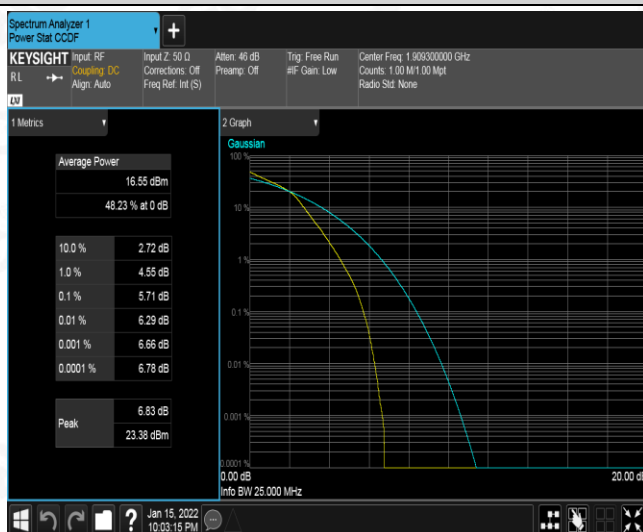 Spectrum Analyzer 1
Power Stat CCDF
+
KEYSIGHT
RL
LXI
Input: RF
Coupling: DC
Align: Auto
Input Z: 50 Ω
Corrections: Off
Freq Ref: Int (S)
Atten: 46 dB
Preamp: Off
Trig: Free Run
#IF Gain: Low
Center Freq: 1.909300000 GHz
Counts: 1.00 M/1.00 Mpt
Radio Std: None
1 Metrics
Average Power
16.55 dBm
48.23 % at 0 dB
10.0 % 2.72 dB
1.0 % 4.55 dB
0.1 % 5.71 dB
0.01 % 6.29 dB
0.001 % 6.66 dB
0.0001 % 6.78 dB
Peak 6.83 dB
23.38 dBm
2 Graph
Gaussian
100 %
10 %
1 %
0.1 %
0.01 %
0.001 %
0.0001 %
0.00 dB
20.00 dB
Info BW 25.000 MHz
?
Jan 15, 2022
10:03:15 PM